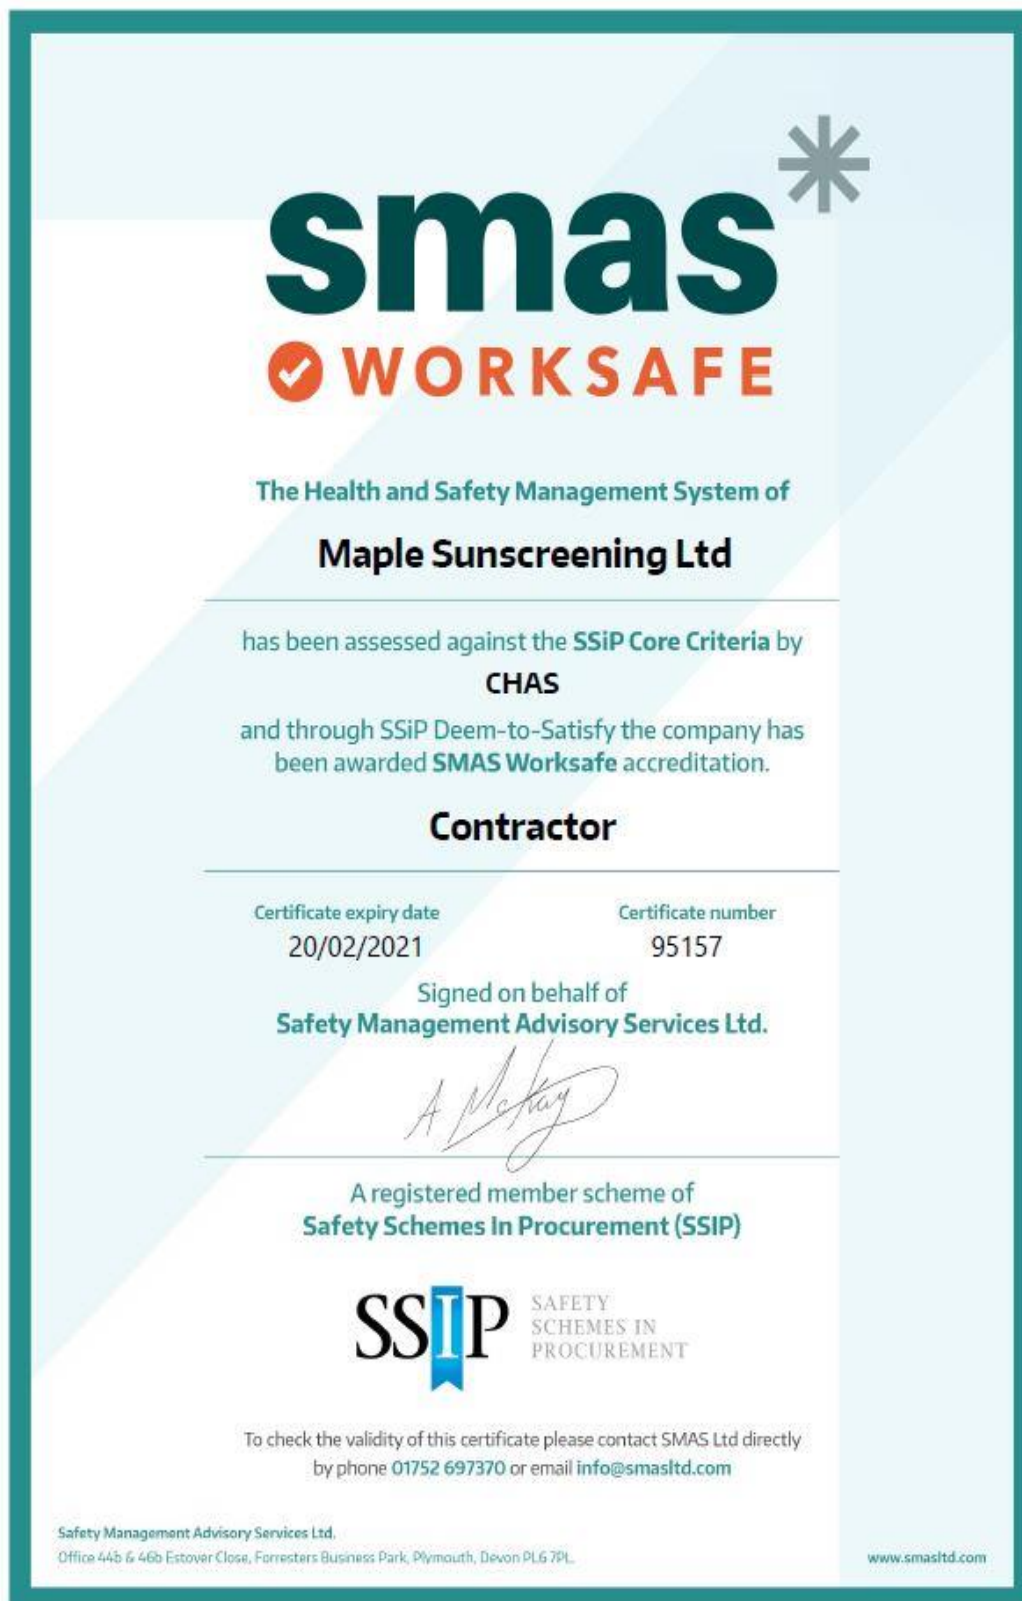 smas
WORKSAFE
The Health and Safety Management System of
Maple Sunscreening Ltd
has been assessed against the SSiP Core Criteria by
CHAS
and through SSiP Deem-to-Satisfy the company has
been awarded SMAS Worksafe accreditation.
Contractor
Certificate expiry date
20/02/2021
Certificate number
95157
Signed on behalf of
Safety Management Advisory Services Ltd.
A McKay
A registered member scheme of
Safety Schemes In Procurement (SSIP)
SSIP
SAFETY
SCHEMES IN
PROCUREMENT
To check the validity of this certificate please contact SMAS Ltd directly
by phone 01752 697370 or email info@smasltd.com
Safety Management Advisory Services Ltd.
Office 44b & 46b Estover Close, Forresters Business Park, Plymouth, Devon PL6 7PL.
www.smasltd.com